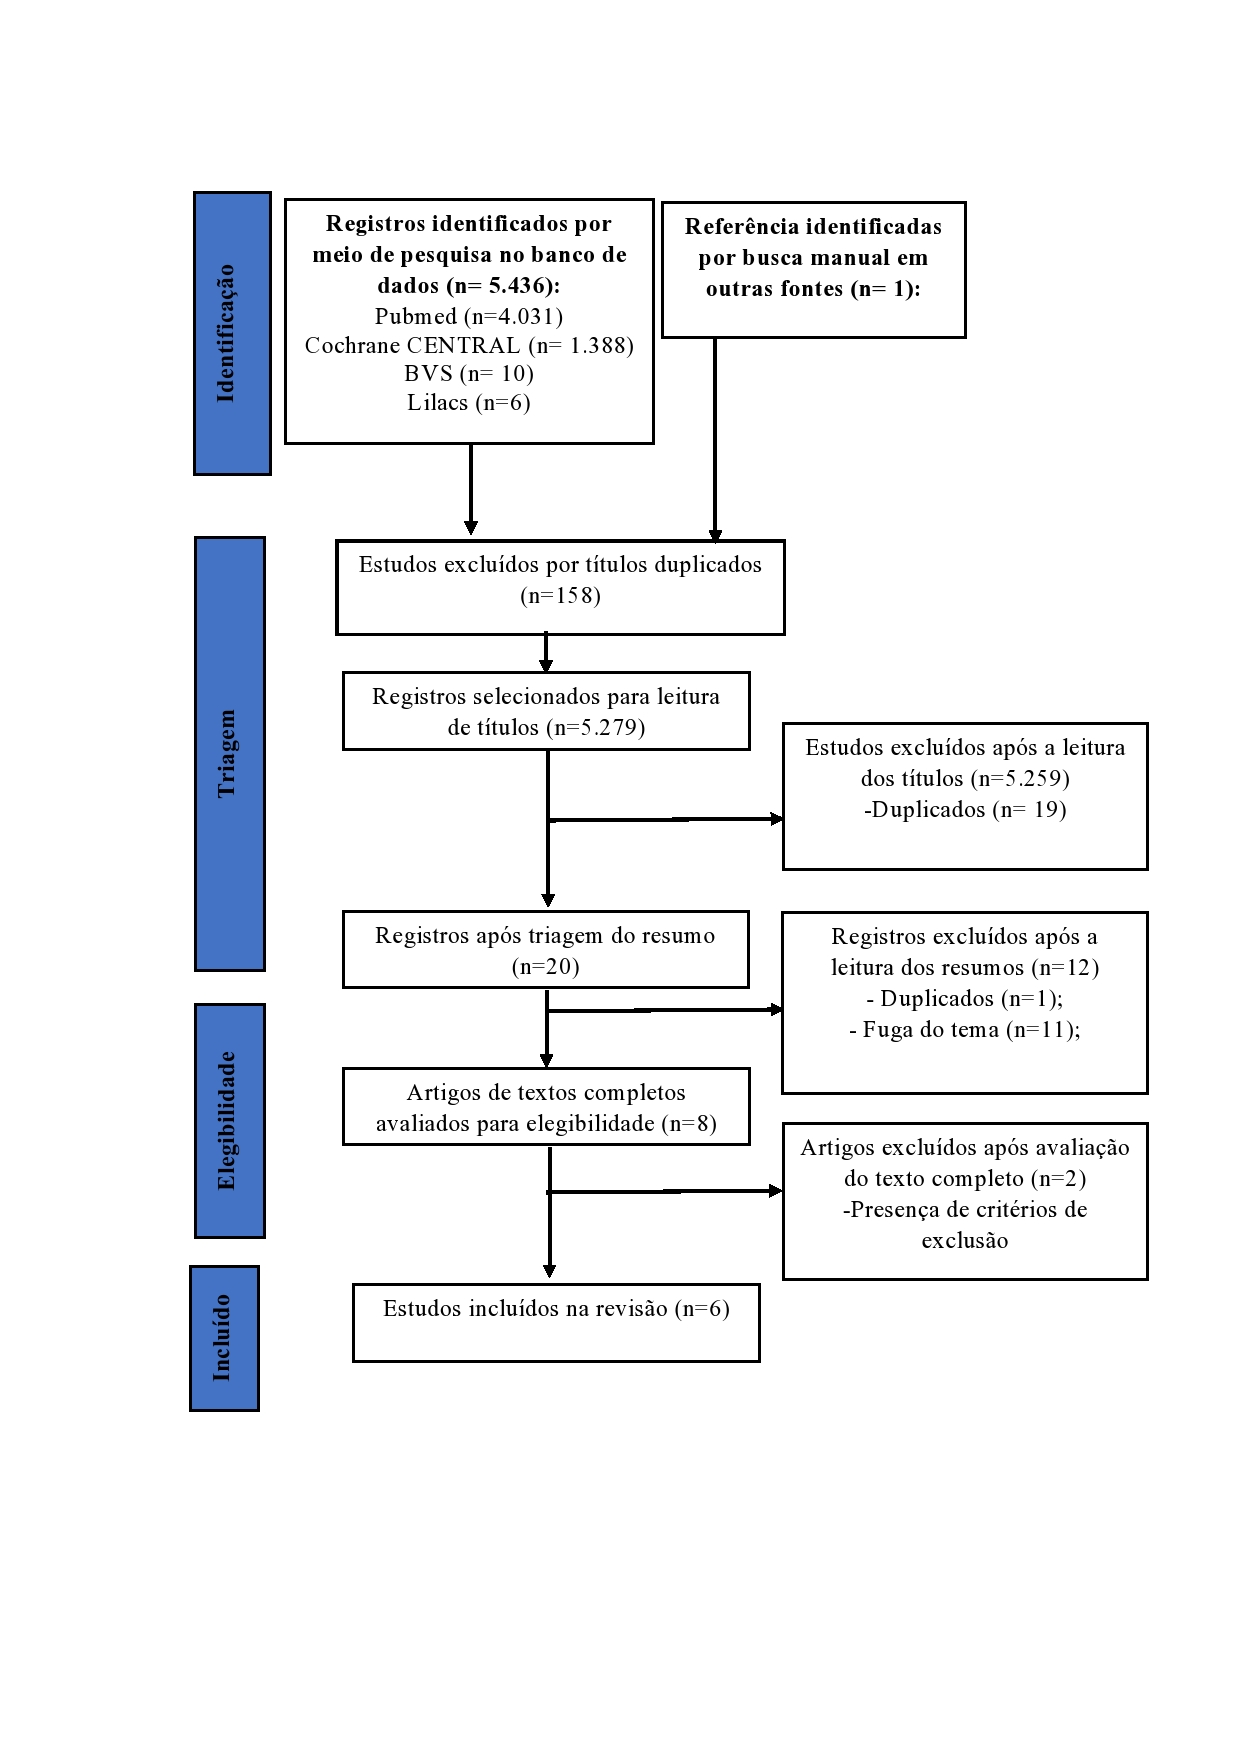 Identificação
Registros identificados por
meio de pesquisa no banco de
dados (n= 5.436):
Pubmed (n=4.031)
Cochrane CENTRAL (n= 1.388)
BVS (n= 10)
Lilacs (n=6)
Referência identificadas
por busca manual em
outras fontes (n= 1):
Triagem
Estudos excluídos por títulos duplicados
(n=158)
Registros selecionados para leitura
de títulos (n=5.279)
Estudos excluídos após a leitura
dos títulos (n=5.259)
-Duplicados (n= 19)
Registros após triagem do resumo
(n=20)
Registros excluídos após a
leitura dos resumos (n=12)
- Duplicados (n=1);
- Fuga do tema (n=11);
Elegibilidade
Artigos de textos completos
avaliados para elegibilidade (n=8)
Artigos excluídos após avaliação
do texto completo (n=2)
-Presença de critérios de
exclusão
Incluído
Estudos incluídos na revisão (n=6)